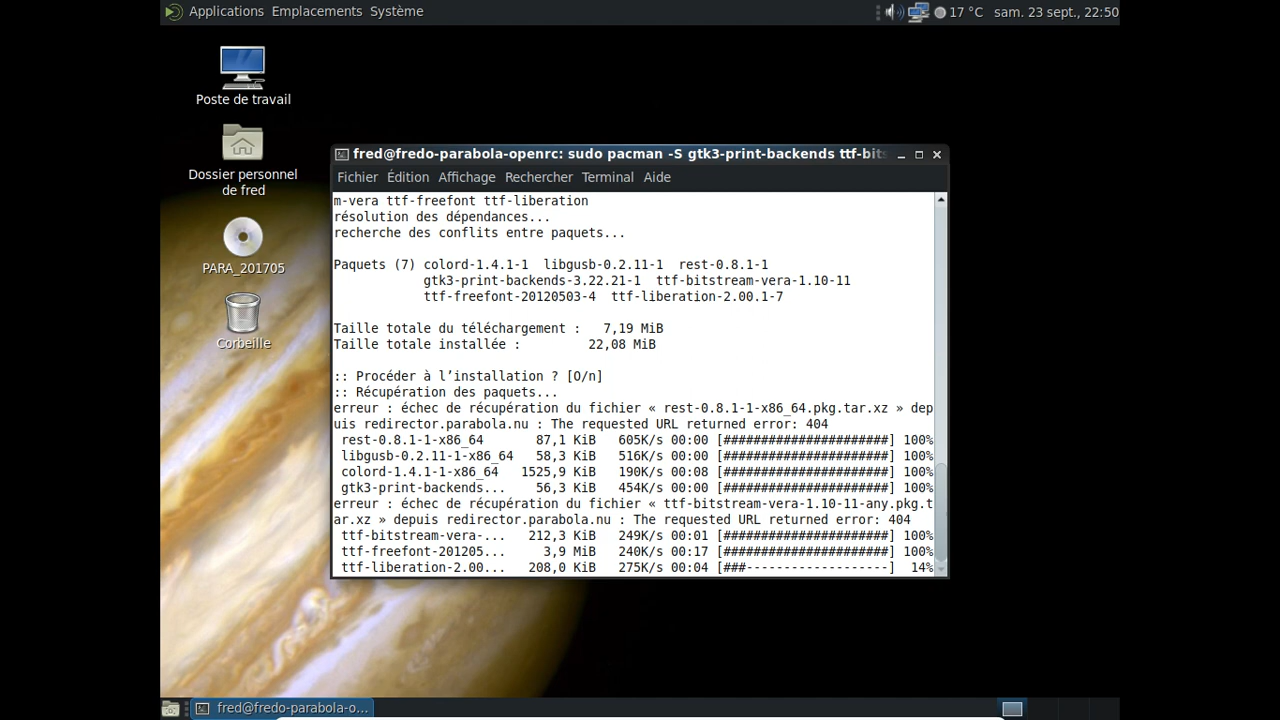 Applications Emplacements Système
17 °C sam. 23 sept., 22:50
Poste de travail
Dossier personnel
de fred
PARA_201705
Corbeille
fred@fredo-parabola-openrc: sudo pacman -S gtk3-print-backends ttf-bits
Fichier Édition Affichage Rechercher Terminal Aide
m-vera ttf-freefont ttf-liberation
résolution des dépendances...
recherche des conflits entre paquets...
Paquets (7) colord-1.4.1-1 libgusb-0.2.11-1 rest-0.8.1-1
gtk3-print-backends-3.22.21-1 ttf-bitstream-vera-1.10-11
ttf-freefont-20120503-4 ttf-liberation-2.00.1-7
Taille totale du téléchargement : 7,19 MiB
Taille totale installée : 22,08 MiB
:: Procéder à l’installation ? [O/n]
:: Récupération des paquets...
erreur : échec de récupération du fichier « rest-0.8.1-1-x86_64.pkg.tar.xz » dep
uis redirector.parabola.nu : The requested URL returned error: 404
rest-0.8.1-1-x86_64 87,1 KiB 605K/s 00:00 [######################] 100%
libgusb-0.2.11-1-x86_64 58,3 KiB 516K/s 00:00 [######################] 100%
colord-1.4.1-1-x86_64 1525,9 KiB 190K/s 00:08 [######################] 100%
gtk3-print-backends... 56,3 KiB 454K/s 00:00 [######################] 100%
erreur : échec de récupération du fichier « ttf-bitstream-vera-1.10-11-any.pkg.t
ar.xz » depuis redirector.parabola.nu : The requested URL returned error: 404
ttf-bitstream-vera-... 212,3 KiB 249K/s 00:01 [######################] 100%
ttf-freefont-201205... 3,9 MiB 240K/s 00:17 [######################] 100%
ttf-liberation-2.00... 208,0 KiB 275K/s 00:04 [###-------------------] 14%
fred@fredo-parabola-o...